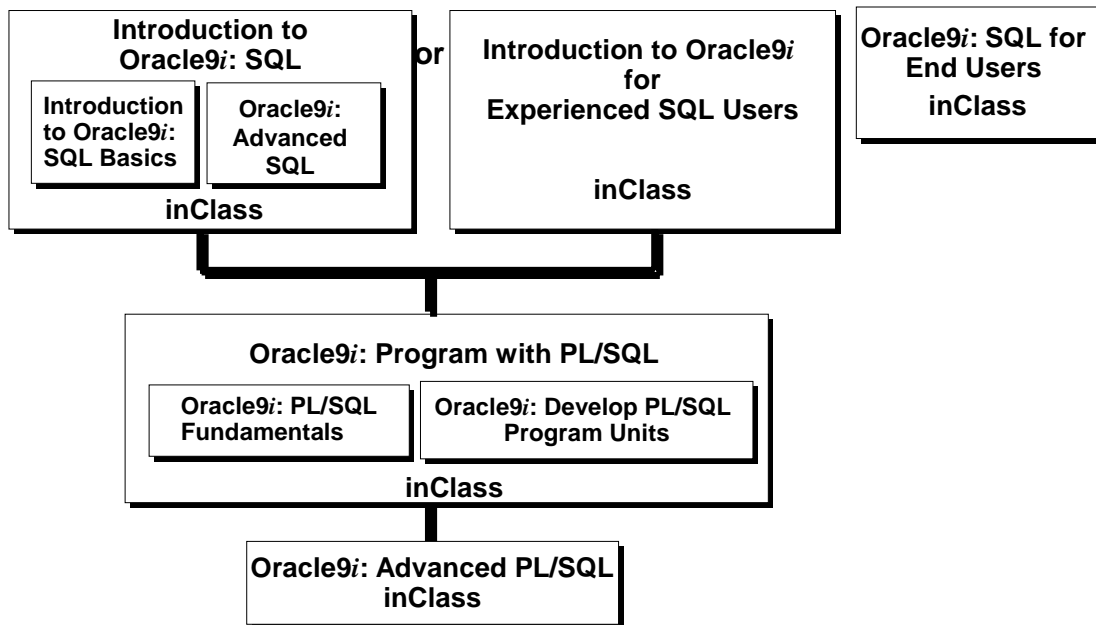 Introduction to
Oracle9i: SQL
Introduction
to Oracle9i:
SQL Basics
Oracle9i:
Advanced
SQL
inClass
or
Introduction to Oracle9i
for
Experienced SQL Users
inClass
Oracle9i: SQL for
End Users
inClass
Oracle9i: Program with PL/SQL
Oracle9i: PL/SQL
Fundamentals
Oracle9i: Develop PL/SQL
Program Units
inClass
Oracle9i: Advanced PL/SQL
inClass